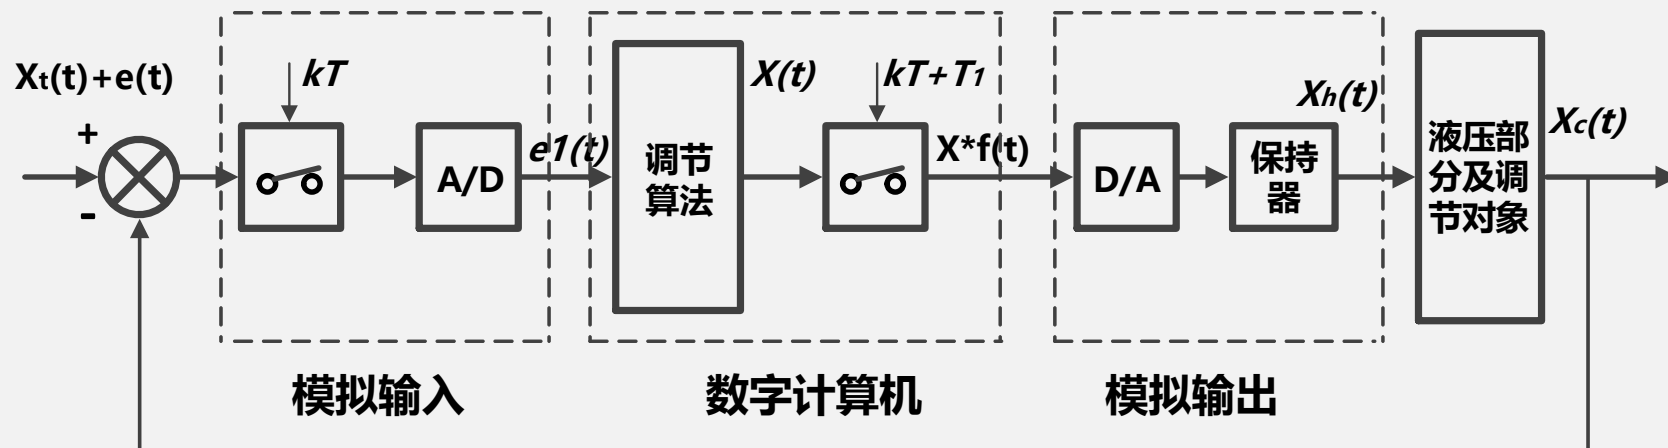 Xt(t)+e(t)
+
-
kT
A/D
e1(t)
调节
算法
X(t)
kT+T1
X*f(t)
D/A
保持
器
Xh(t)
液压部
分及调
节对象
Xc(t)
模拟输入
数字计算机
模拟输出